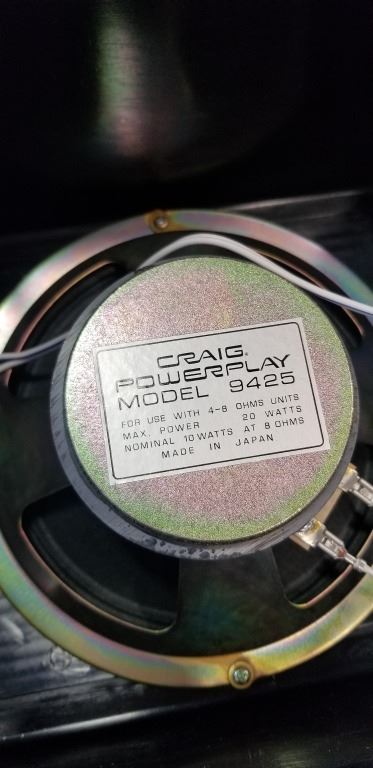 CRAIG.
POWERPLAY
MODEL 9425
FOR USE WITH 4-8 OHMS UNITS
MAX. POWER 20 WATTS
NOMINAL 10 WATTS AT 8 OHMS
MADE IN JAPAN